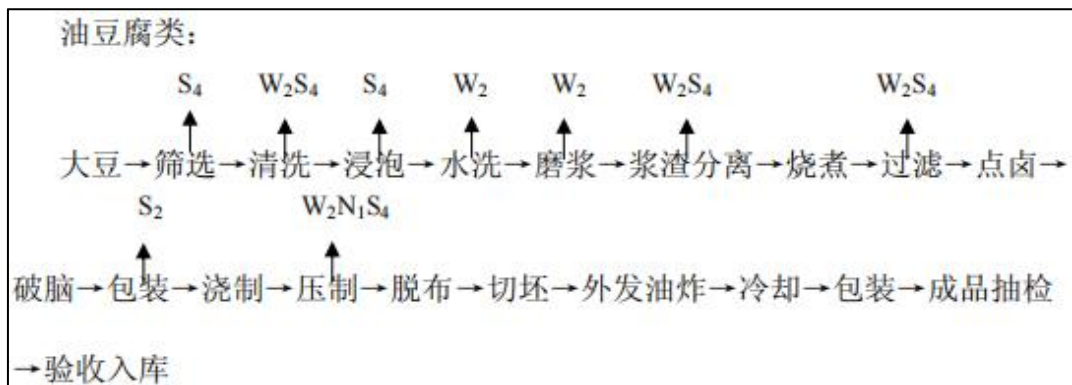 油豆腐类：
S₄ W₂S₄ S₄ W₂ W₂ W₂S₄ W₂S₄
大豆→筛选→清洗→浸泡→水洗→磨浆→浆渣分离→烧煮→过滤→点卤→
S₂ W₂N₁S₄
破脑→包装→浇制→压制→脱布→切坯→外发油炸→冷却→包装→成品抽检
→验收入库